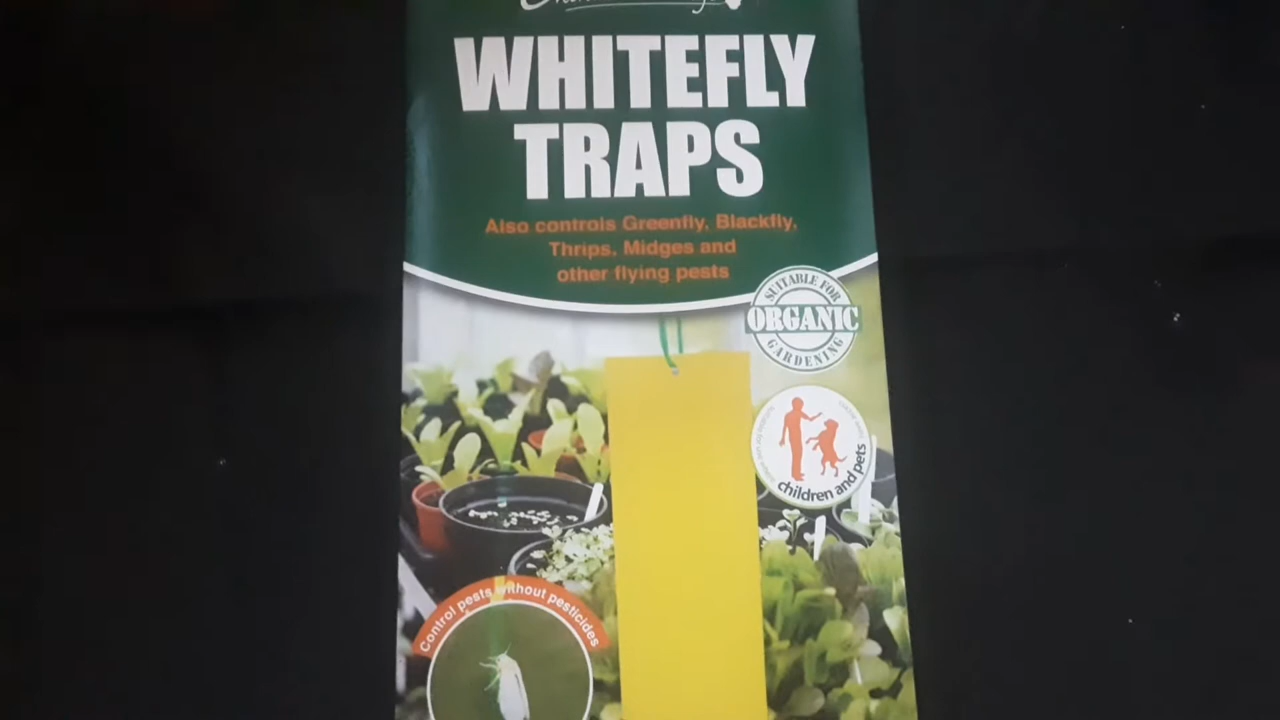 WHITEFLY
TRAPS
Also controls Greenfly, Blackfly,
Thrips, Midges and
other flying pests
SUITABLE FOR
ORGANIC
GARDENING
children and pets
Control pests without pesticides